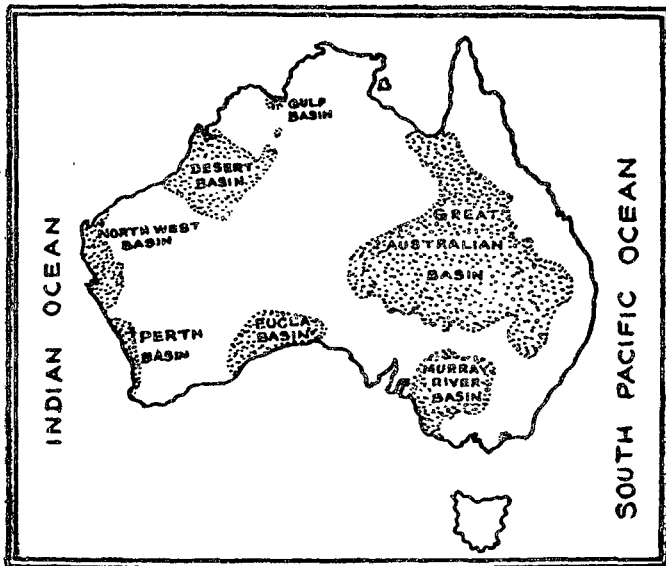 GULF
BASIN
DESERT
BASIN
NORTH WEST
BASIN
GREAT
AUSTRALIAN
BASIN
PERTH
BASIN
EUCLA
BASIN
MURRAY
RIVER
BASIN
INDIAN OCEAN
SOUTH PACIFIC OCEAN